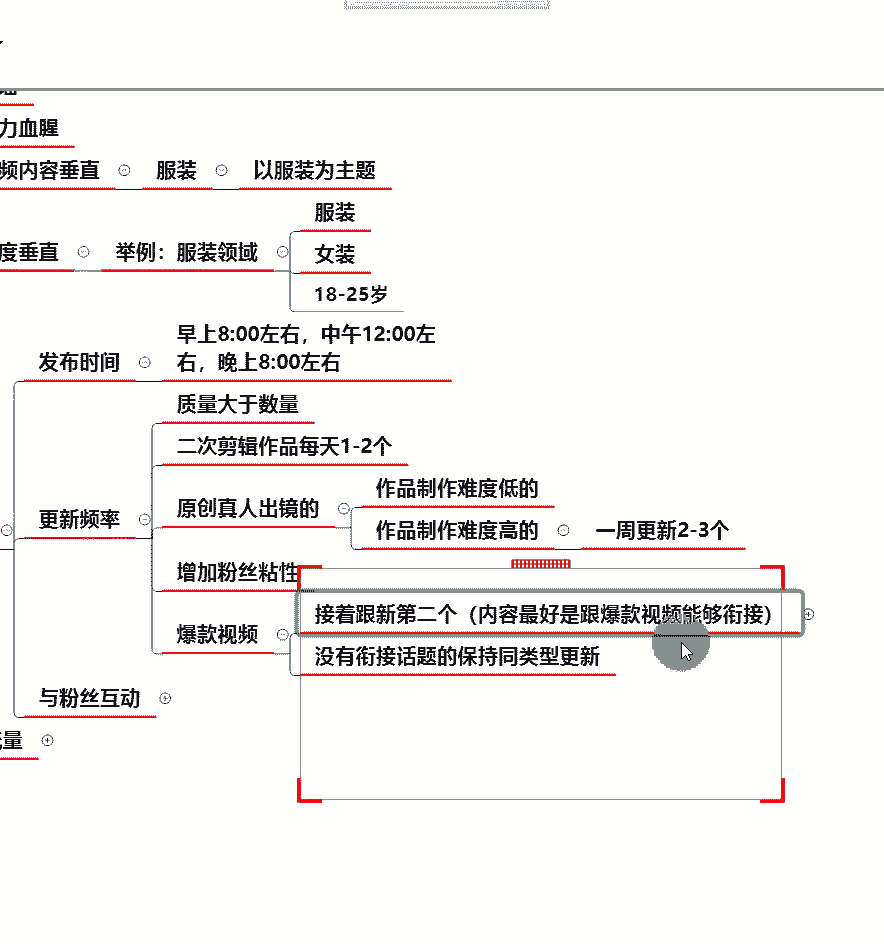 力血腥
频内容垂直
服装
以服装为主题
服装
度垂直
举例：服装领域
女装
18-25岁
早上8:00左右，中午12:00左
右，晚上8:00左右
发布时间
质量大于数量
二次剪辑作品每天1-2个
作品制作难度低的
原创真人出镜的
更新频率
作品制作难度高的
一周更新2-3个
增加粉丝粘性
接着跟新第二个（内容最好是跟爆款视频能够衔接）
爆款视频
没有衔接话题的保持同类型更新
与粉丝互动
量